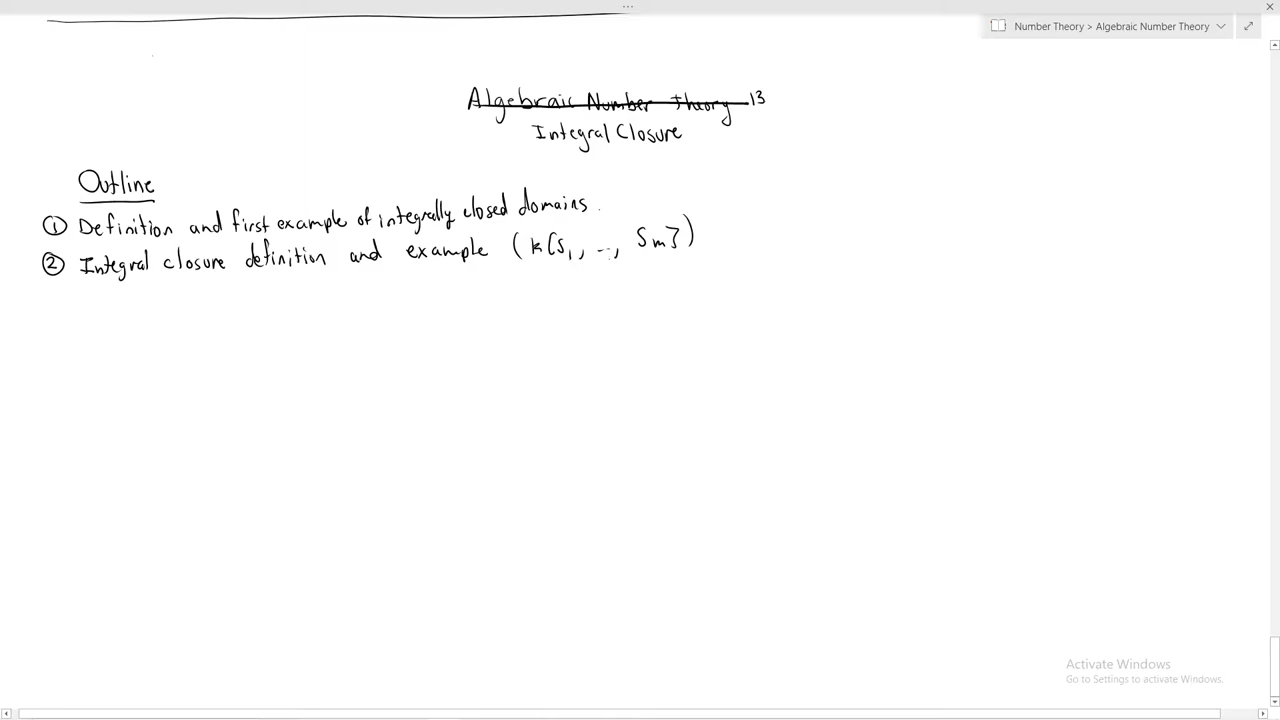 Number Theory > Algebraic Number Theory
Algebraic Number Theory 13
Integral Closure
Outline
① Definition and first example of integrally closed domains.
② Integral closure definition and example (k[S1, ..., Sm])
Activate Windows
Go to Settings to activate Windows.